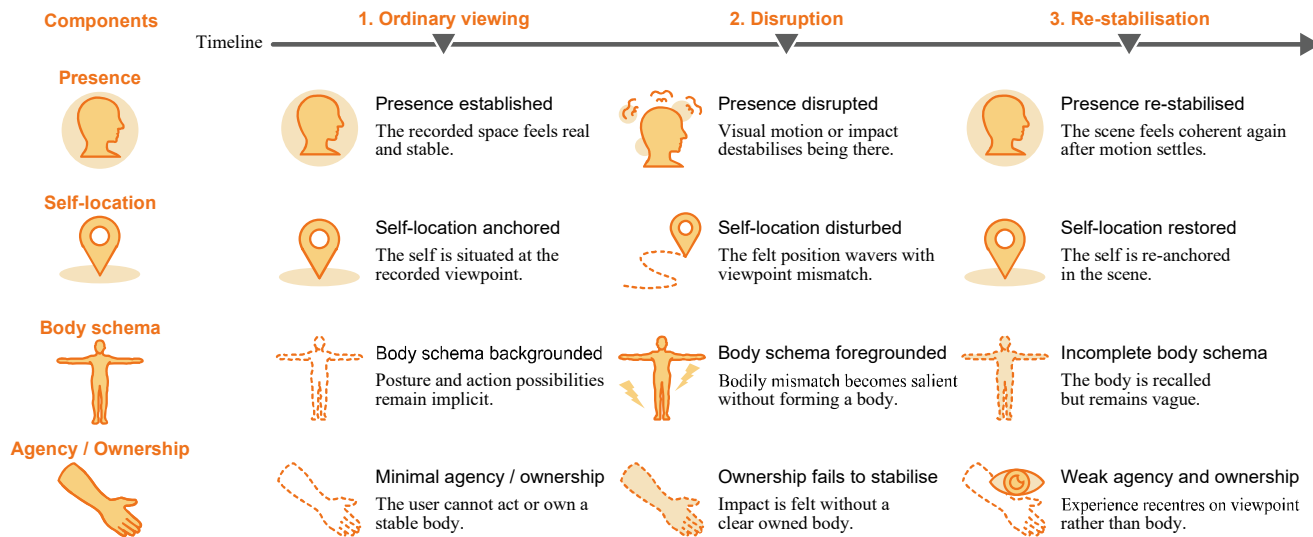 Components
1. Ordinary viewing
2. Disruption
3. Re-stabilisation
Timeline
Presence
Presence established
The recorded space feels real
and stable.
Presence disrupted
Visual motion or impact
destabilises being there.
Presence re-stabilised
The scene feels coherent again
after motion settles.
Self-location
Self-location anchored
The self is situated at the
recorded viewpoint.
Self-location disturbed
The felt position wavers with
viewpoint mismatch.
Self-location restored
The self is re-anchored
in the scene.
Body schema
Body schema backgrounded
Posture and action possibilities
remain implicit.
Body schema foregrounded
Bodily mismatch becomes salient
without forming a body.
Incomplete body schema
The body is recalled
but remains vague.
Agency / Ownership
Minimal agency / ownership
The user cannot act or own a
stable body.
Ownership fails to stabilise
Impact is felt without a
clear owned body.
Weak agency and ownership
Experience recentres on viewpoint
rather than body.